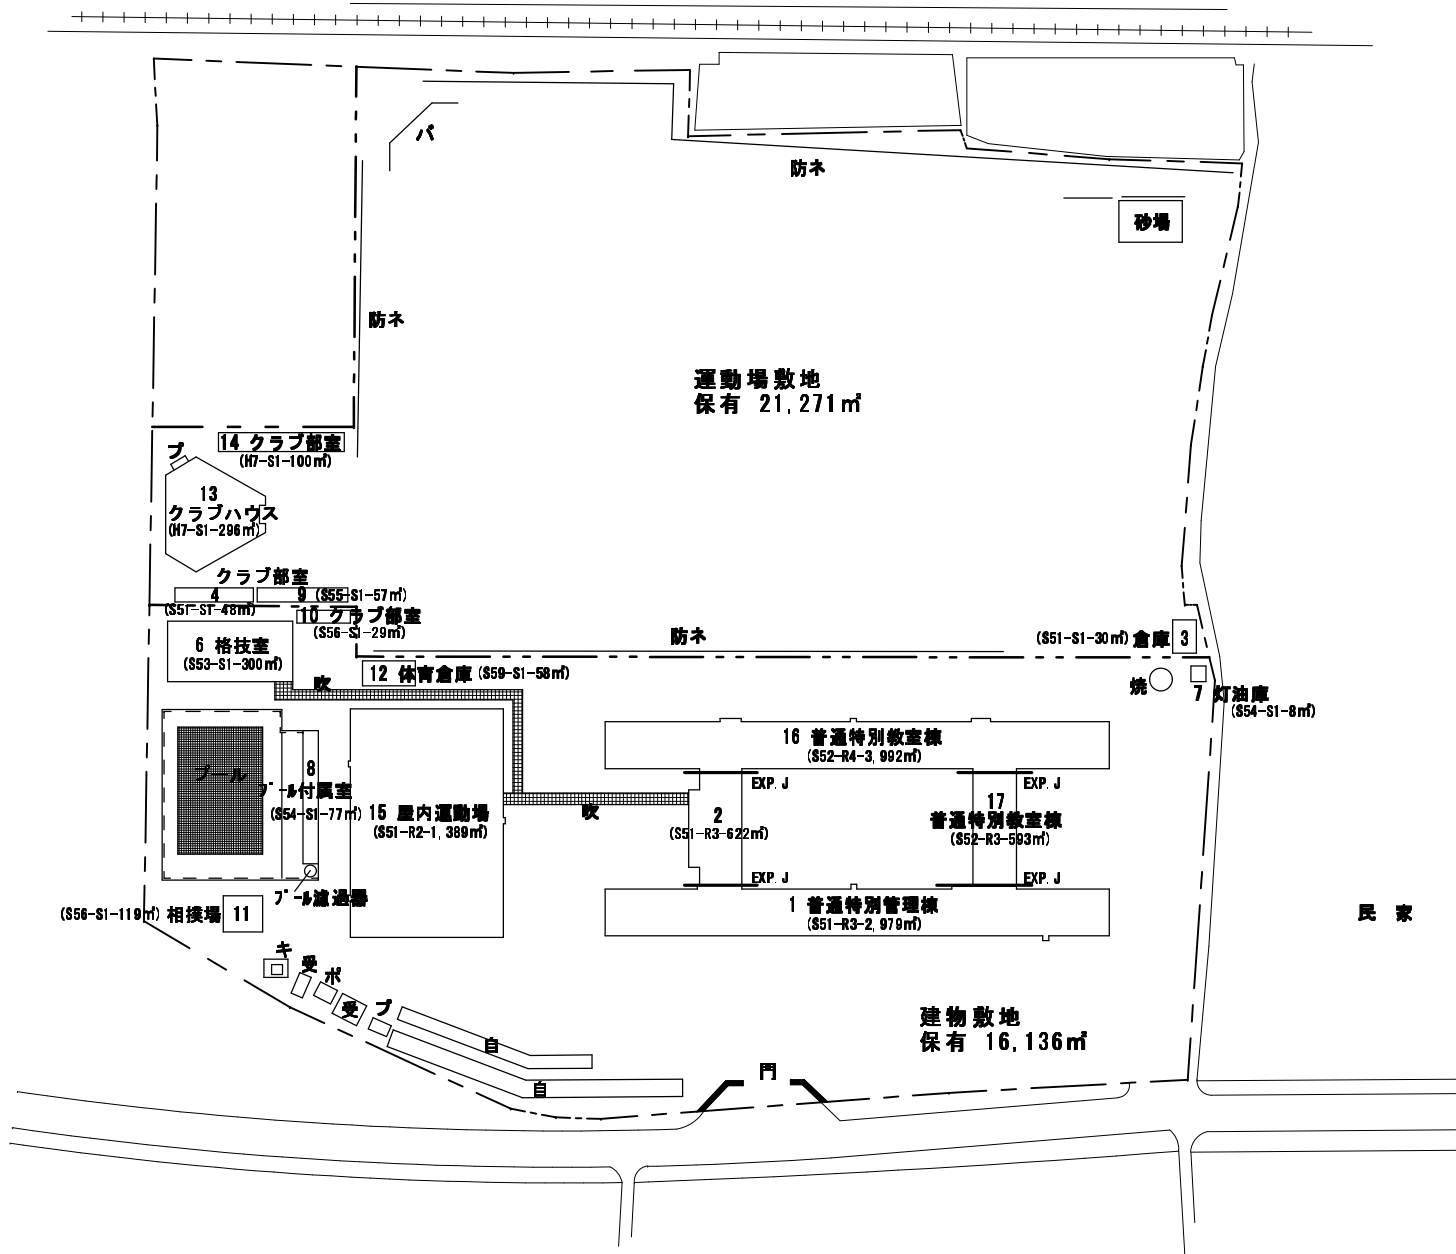 パ
防ネ
砂場
防ネ
運動場敷地
保有 21,271㎡
14 クラブ部室
(H7-S1-100㎡)
プ
13
クラブハウス
(H7-S1-296㎡)
クラブ部室
4
(S51-S1-48㎡)
9 (S55-S1-57㎡)
10 クラブ部室
(S56-S1-29㎡)
6 格技室
(S53-S1-300㎡)
防ネ
(S51-S1-30㎡) 倉庫 3
12 体育倉庫 (S59-S1-58㎡)
吹
焼
7 灯油庫
(S54-S1-8㎡)
16 普通特別教室棟
(S52-R4-3,992㎡)
プール
8
プール付属室
(S54-S1-77㎡)
EXP.J
EXP.J
15 屋内運動場
(S51-R2-1,389㎡)
吹
2
(S51-R3-622㎡)
17
普通特別教室棟
(S52-R3-593㎡)
EXP.J
EXP.J
プール濾過器
(S56-S1-119㎡) 相撲場 11
1 普通特別管理棟
(S51-R3-2,979㎡)
民 家
キ
受
ポ
受
プ
自
自
建物敷地
保有 16,136㎡
門